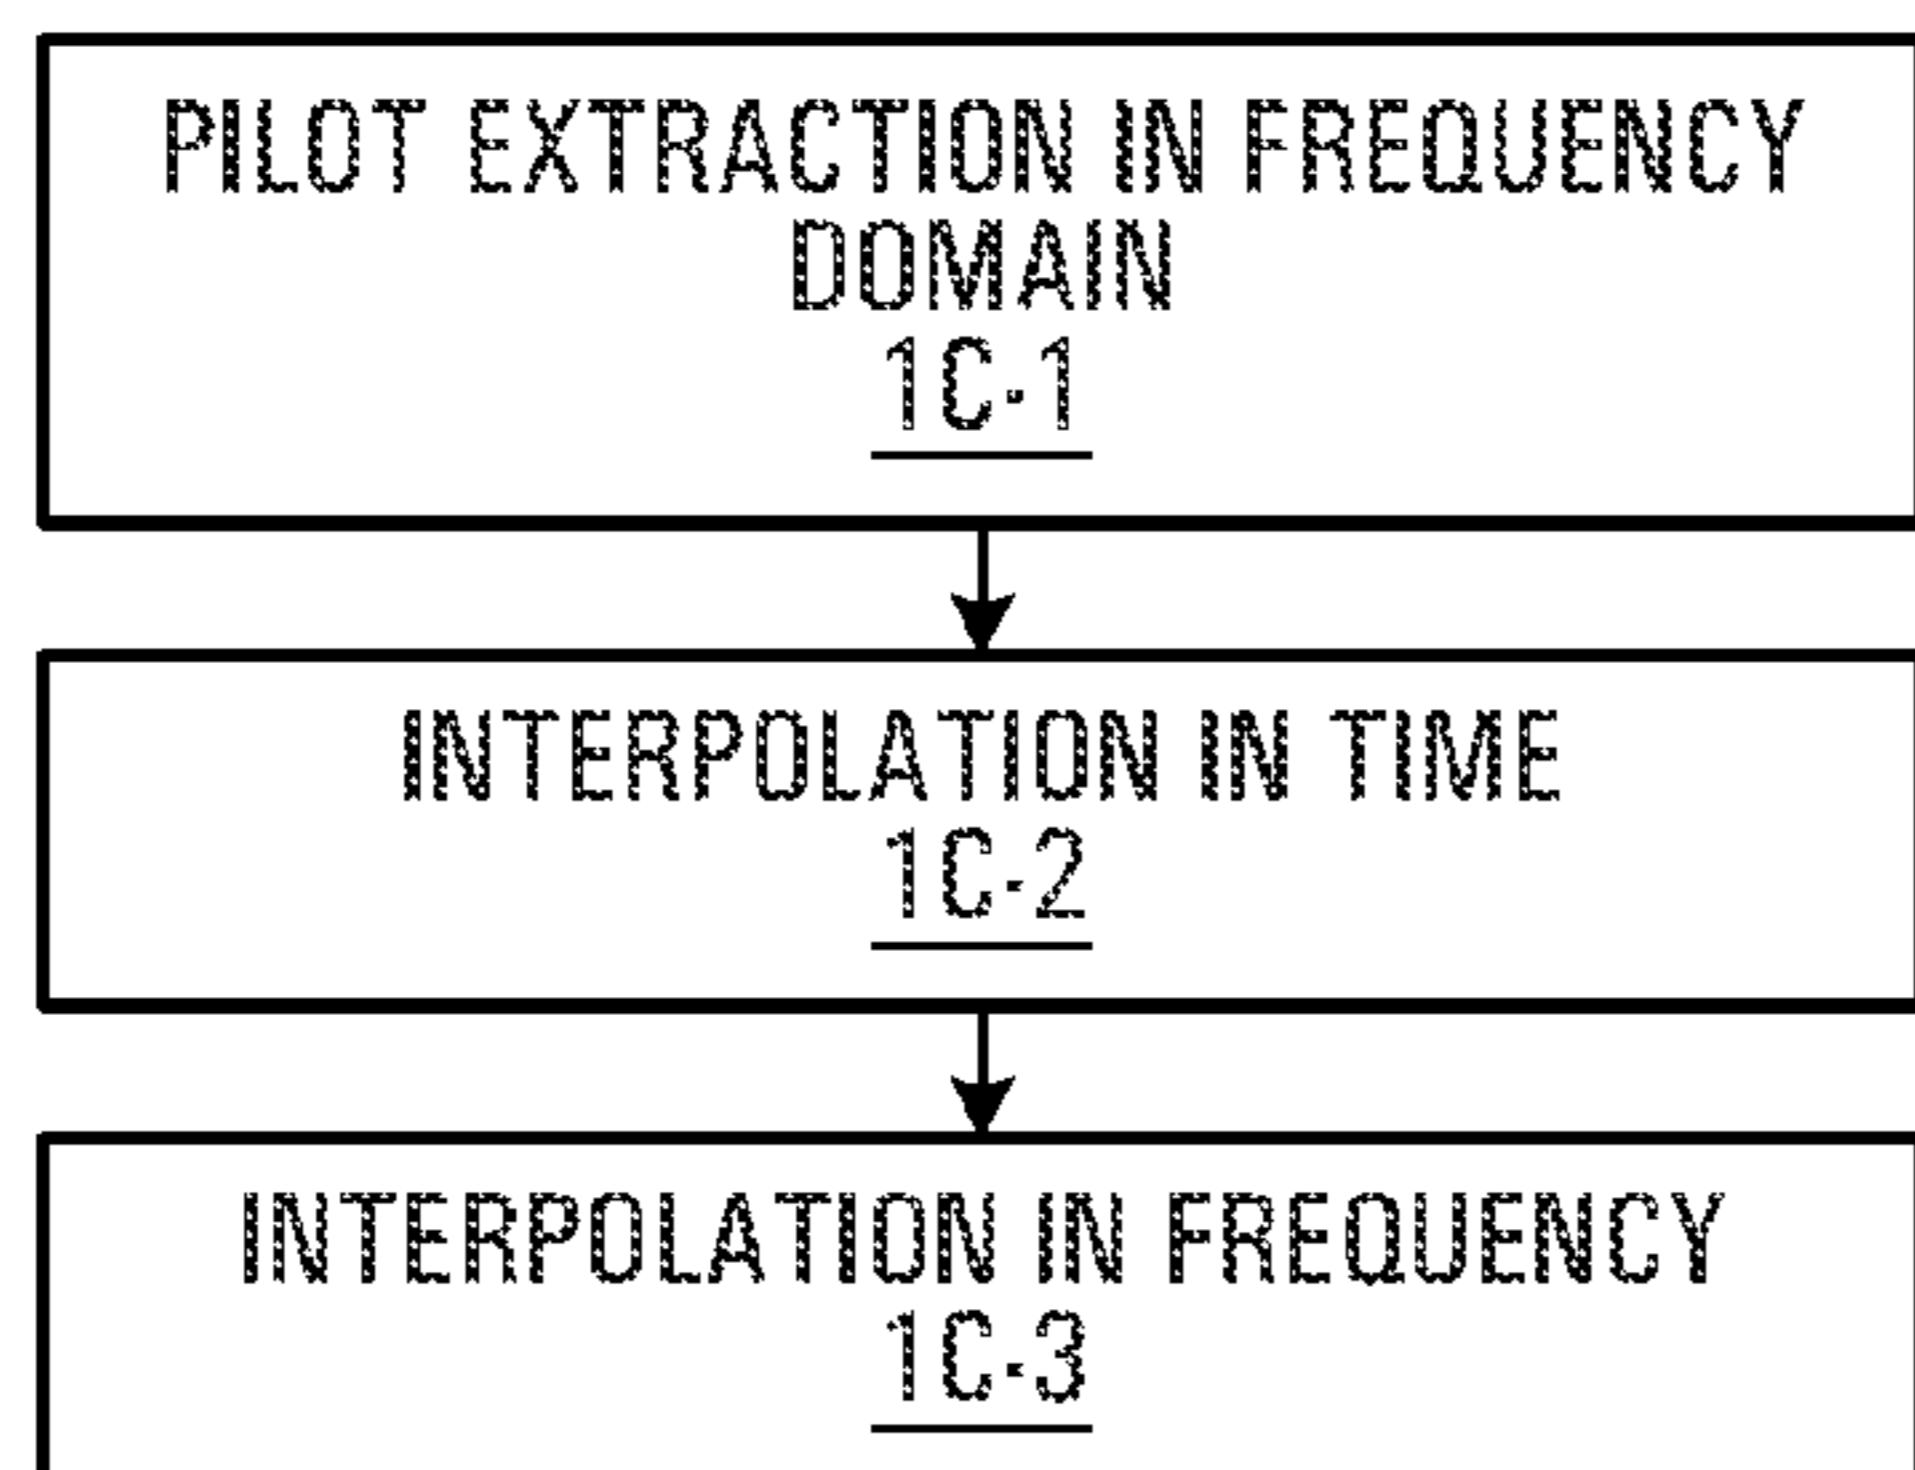 PILOT EXTRACTION IN FREQUENCY
DOMAIN
1C-1
INTERPOLATION IN TIME
1C-2
INTERPOLATION IN FREQUENCY
1C-3